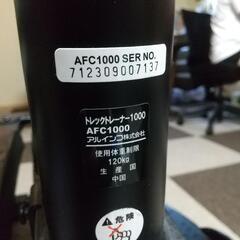 AFC1000 SER NO.
712309007137
トレックトレーナー1000
AFC1000
アルインコ株式会社
使用体重制限
120kg
生産国
中国
危険